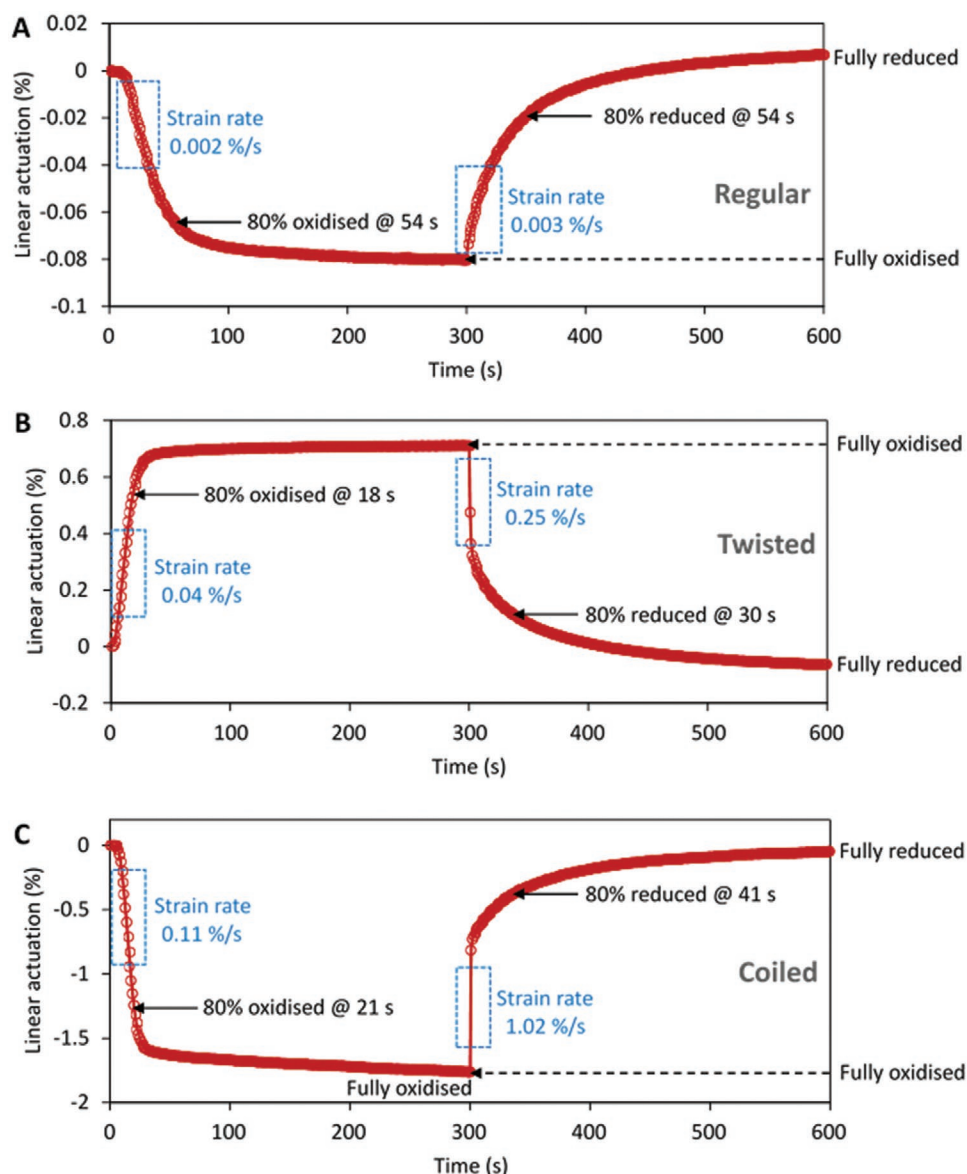 A
0.02
0
-0.02
-0.04
-0.06
-0.08
-0.1
Linear actuation (%)
Strain rate
0.002 %/s
80% oxidised @ 54 s
80% reduced @ 54 s
Strain rate
0.003 %/s
Regular
Fully reduced
Fully oxidised
0 100 200 300 400 500 600
Time (s)
B
0.8
0.6
0.4
0.2
0
-0.2
Linear actuation (%)
80% oxidised @ 18 s
Strain rate
0.04 %/s
Strain rate
0.25 %/s
Twisted
80% reduced @ 30 s
Fully oxidised
Fully reduced
0 100 200 300 400 500 600
Time (s)
C
0
-0.5
-1
-1.5
-2
Linear actuation (%)
Strain rate
0.11 %/s
80% oxidised @ 21 s
80% reduced @ 41 s
Strain rate
1.02 %/s
Coiled
Fully oxidised
Fully reduced
Fully oxidised
0 100 200 300 400 500 600
Time (s)